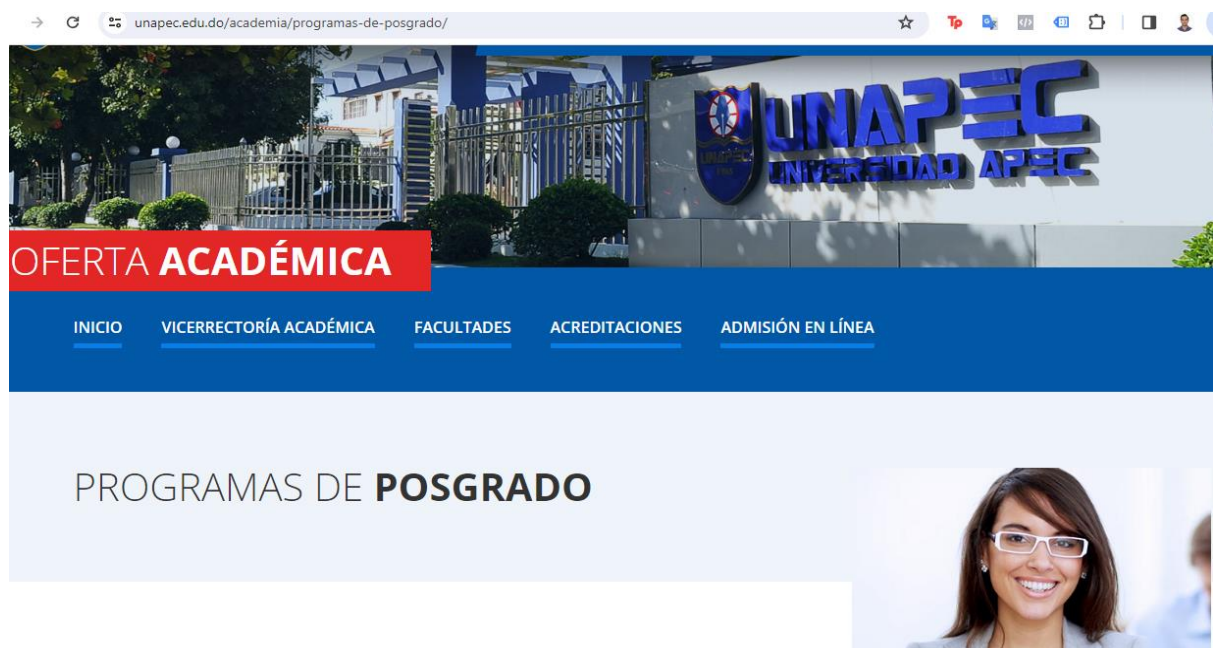 unapec.edu.do/academia/programas-de-posgrado/
UNAPEC
UNIVERSIDAD APEC
OFERTA ACADÉMICA
INICIO VICERRECTORÍA ACADÉMICA FACULTADES ACREDITACIONES ADMISIÓN EN LÍNEA
PROGRAMAS DE POSGRADO